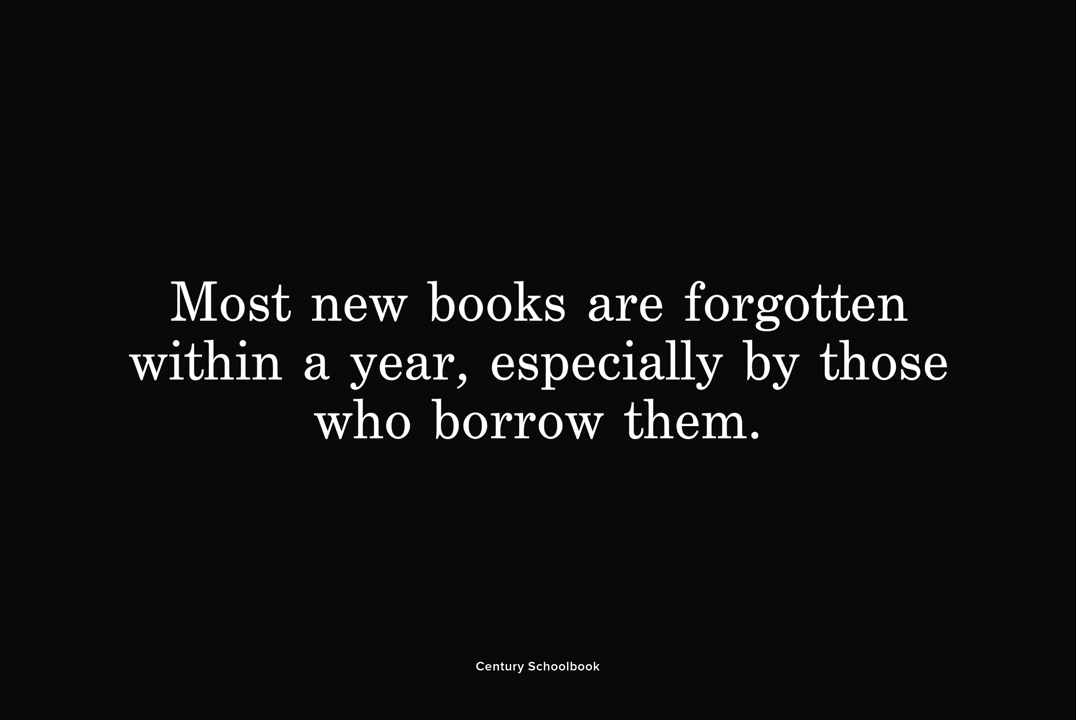 Most new books are forgotten
within a year, especially by those
who borrow them.
Century Schoolbook